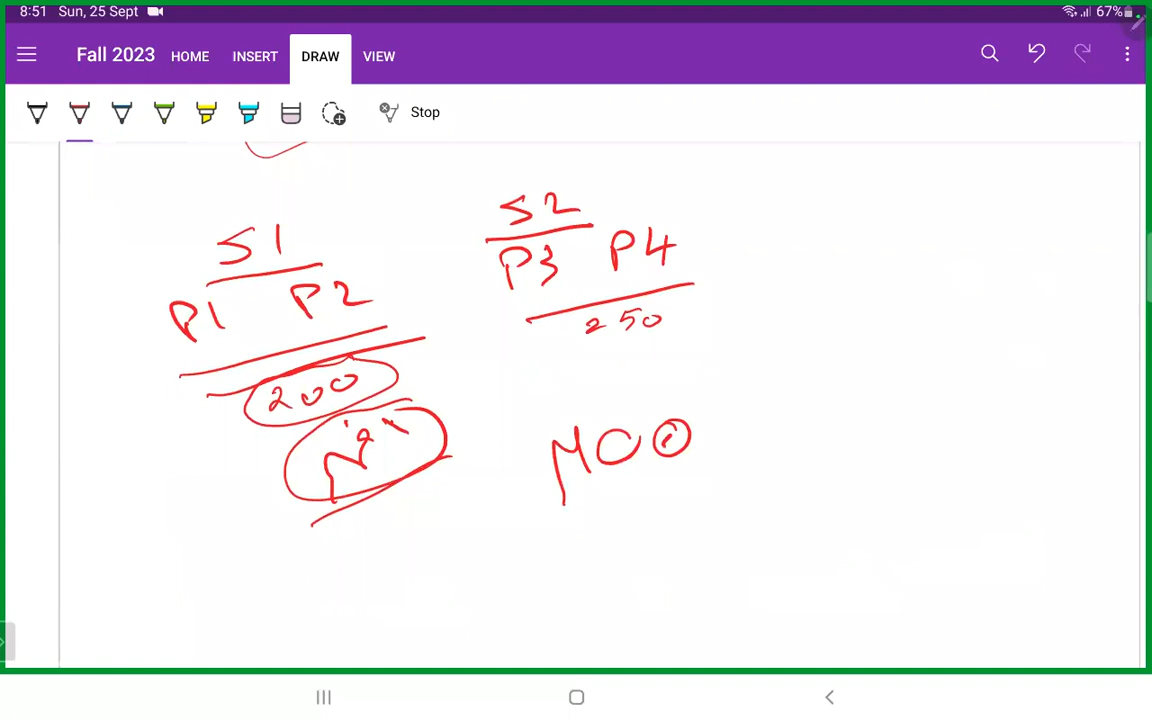 8:51 Sun, 25 Sept 67%
Fall 2023 HOME INSERT DRAW VIEW
Stop
S1
P1 P2
200
S2
P3 P4
250